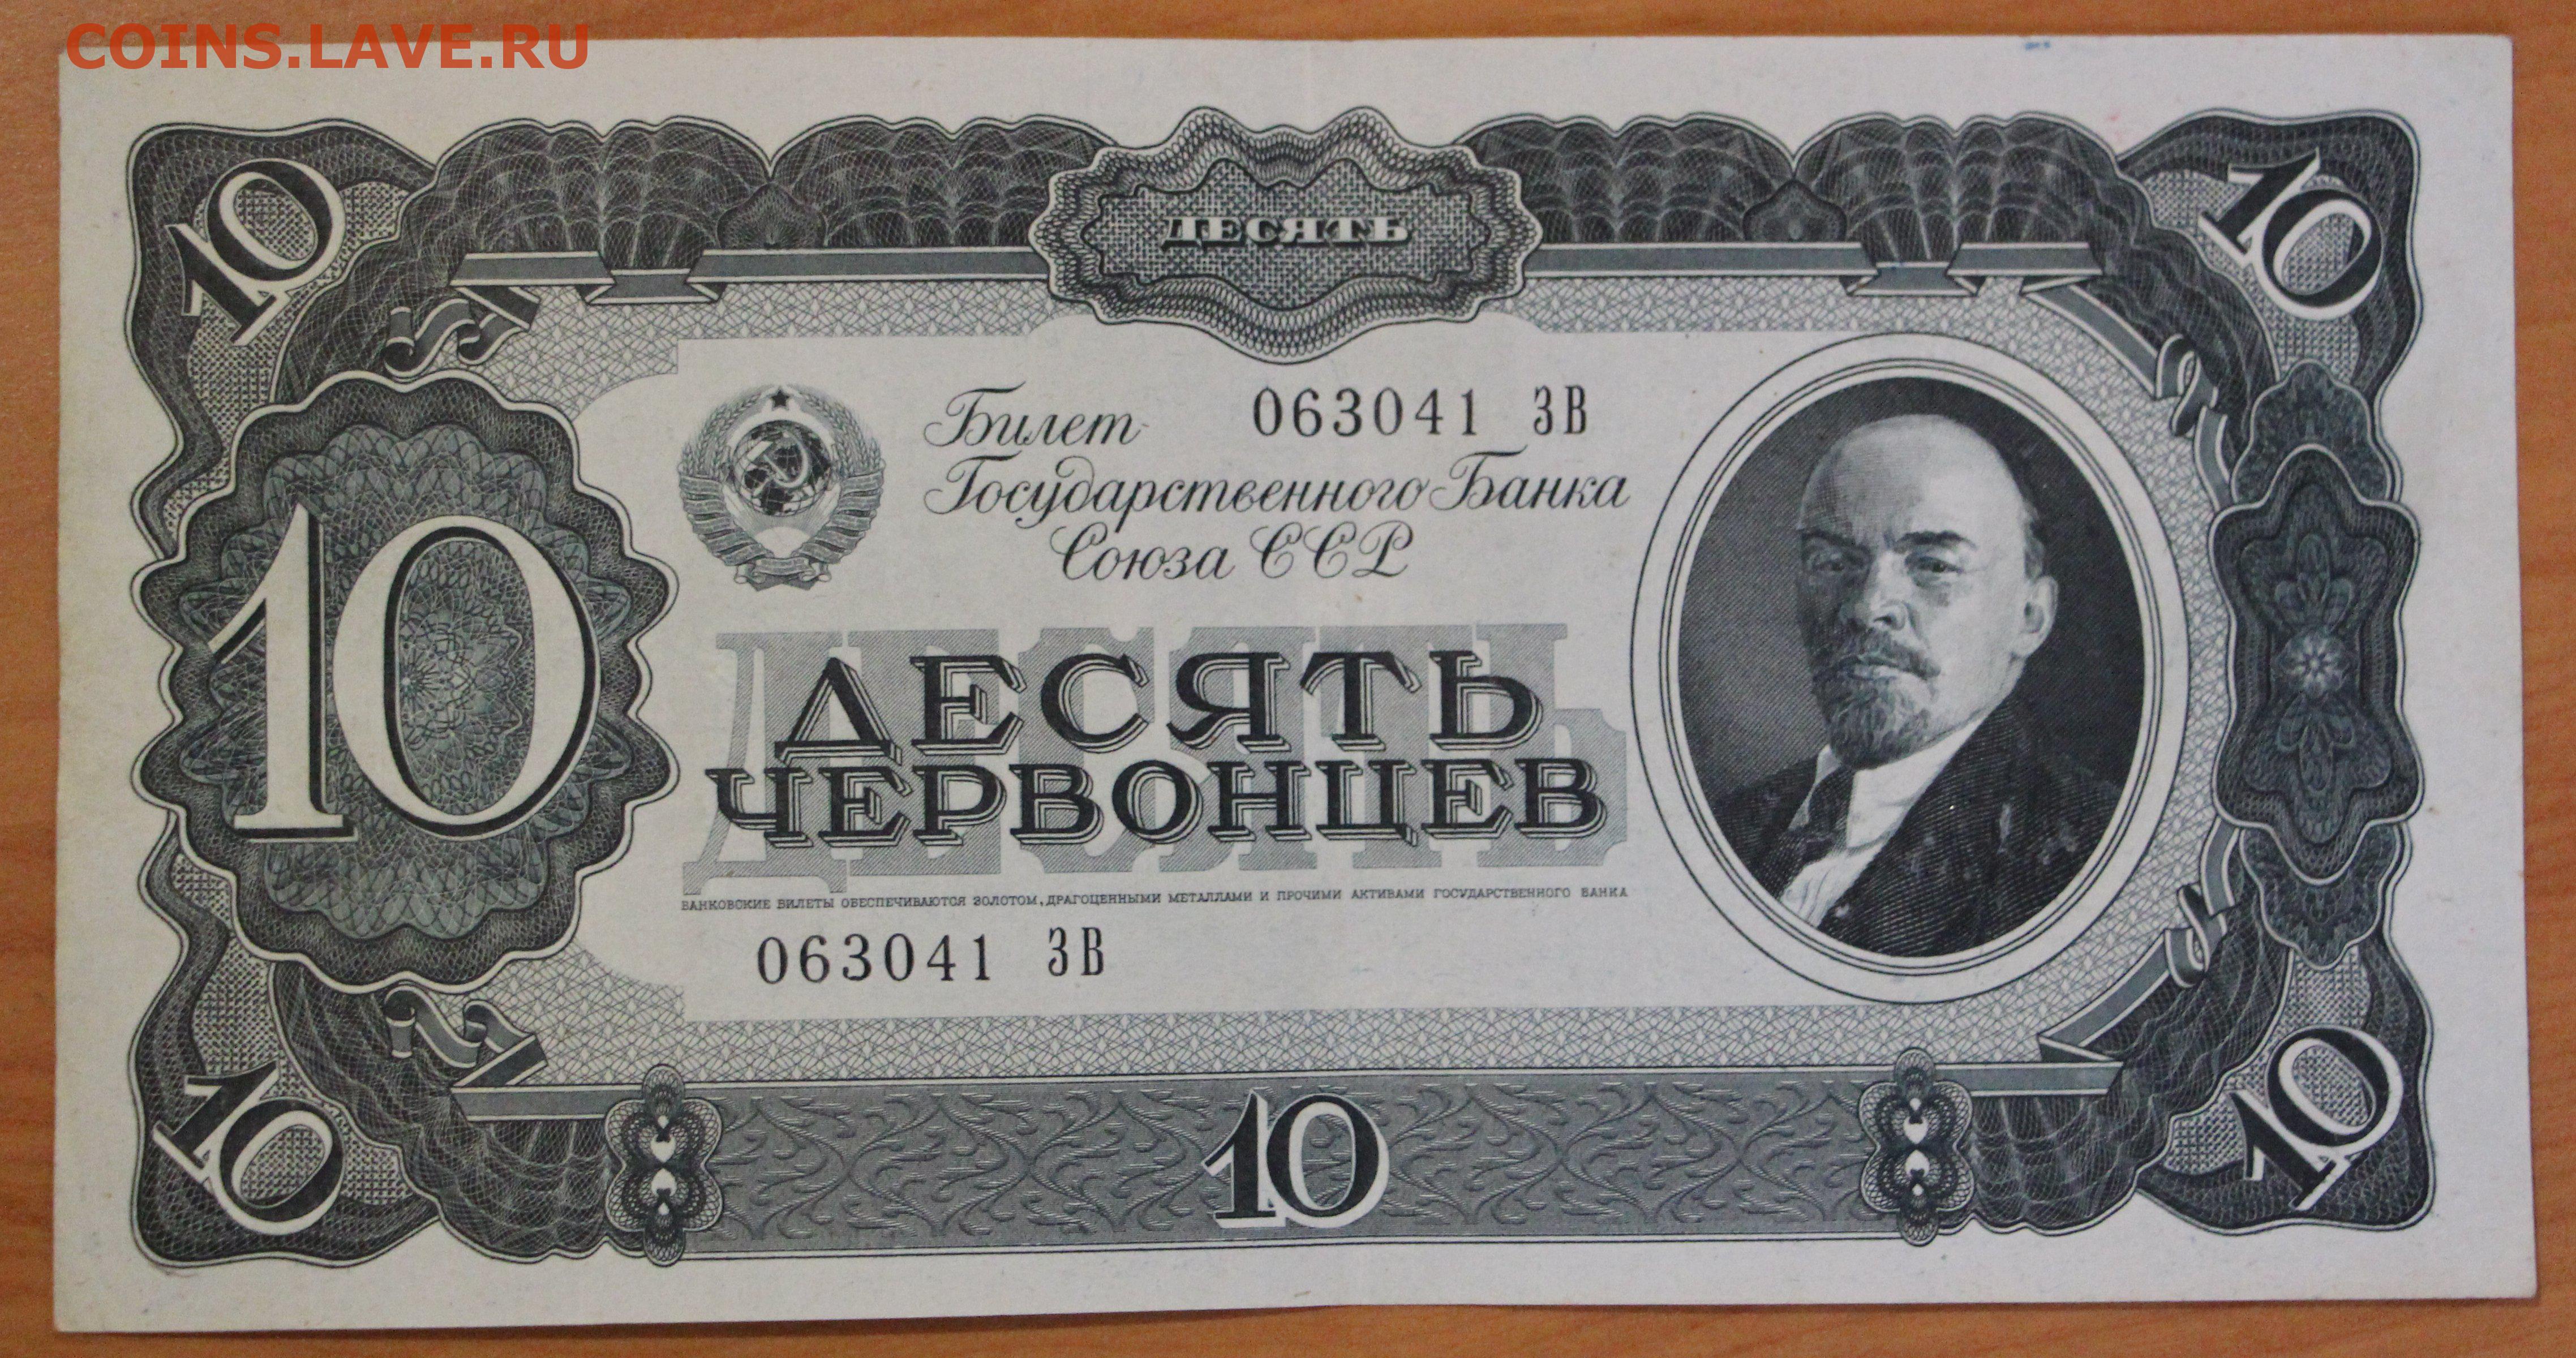 COINS.LAVE.RU
10
ДЕСЯТЬ
10
Билет 063041 ЗВ
Государственного Банка
Союза ССР
10
ДЕСЯТЬ
ДЕСЯТЬ
ЧЕРВОНЦЕВ
БАНКОВСКИЕ БИЛЕТЫ ОБЕСПЕЧИВАЮТСЯ ЗОЛОТОМ, ДРАГОЦЕННЫМИ МЕТАЛЛАМИ И ПРОЧИМИ АКТИВАМИ ГОСУДАРСТВЕННОГО БАНКА
063041 ЗВ
10
10
10